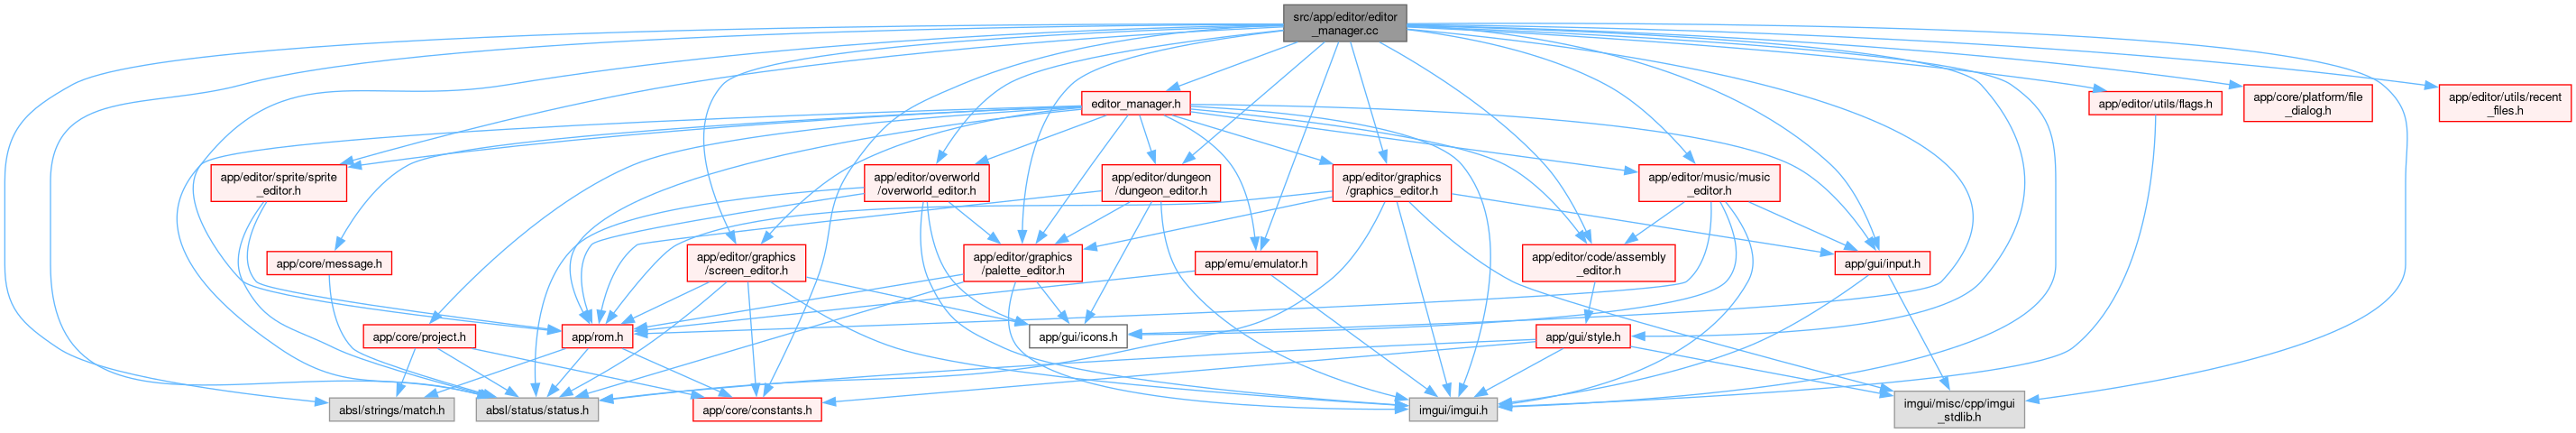 src/app/editor/editor
_manager.cc
editor_manager.h
app/editor/utils/flags.h
app/core/platform/file
_dialog.h
app/editor/utils/recent
_files.h
app/editor/sprite/sprite
_editor.h
app/editor/overworld
/overworld_editor.h
app/editor/dungeon
/dungeon_editor.h
app/editor/graphics
/graphics_editor.h
app/editor/music/music
_editor.h
app/core/message.h
app/editor/graphics
/screen_editor.h
app/editor/graphics
/palette_editor.h
app/emu/emulator.h
app/editor/code/assembly
_editor.h
app/gui/input.h
app/core/project.h
app/rom.h
app/gui/icons.h
app/gui/style.h
absl/strings/match.h
absl/status/status.h
app/core/constants.h
imgui/imgui.h
imgui/misc/cpp/imgui
_stdlib.h